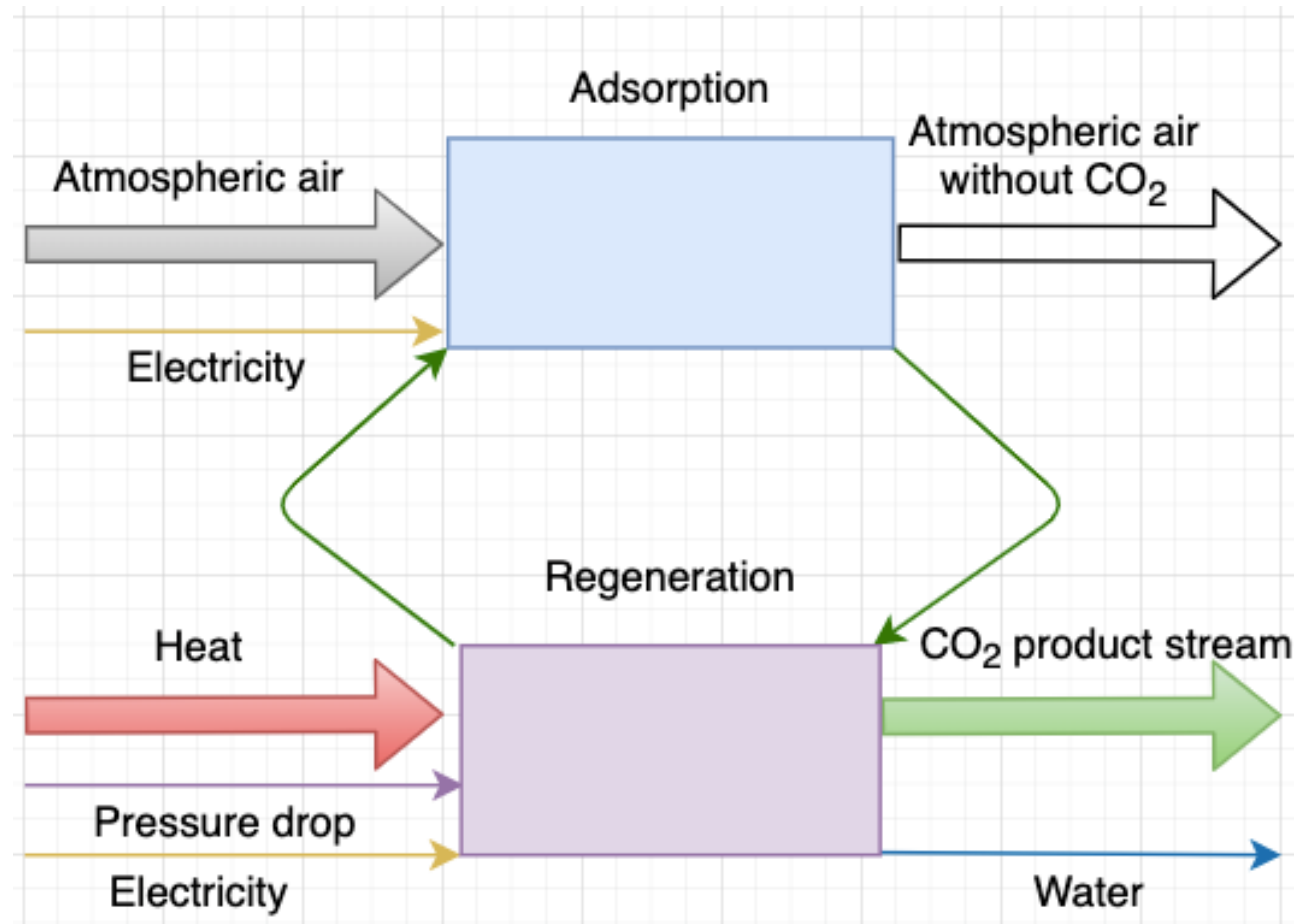 Adsorption
Atmospheric air
Atmospheric air
without CO₂
Electricity
Regeneration
Heat
CO₂ product stream
Pressure drop
Electricity
Water